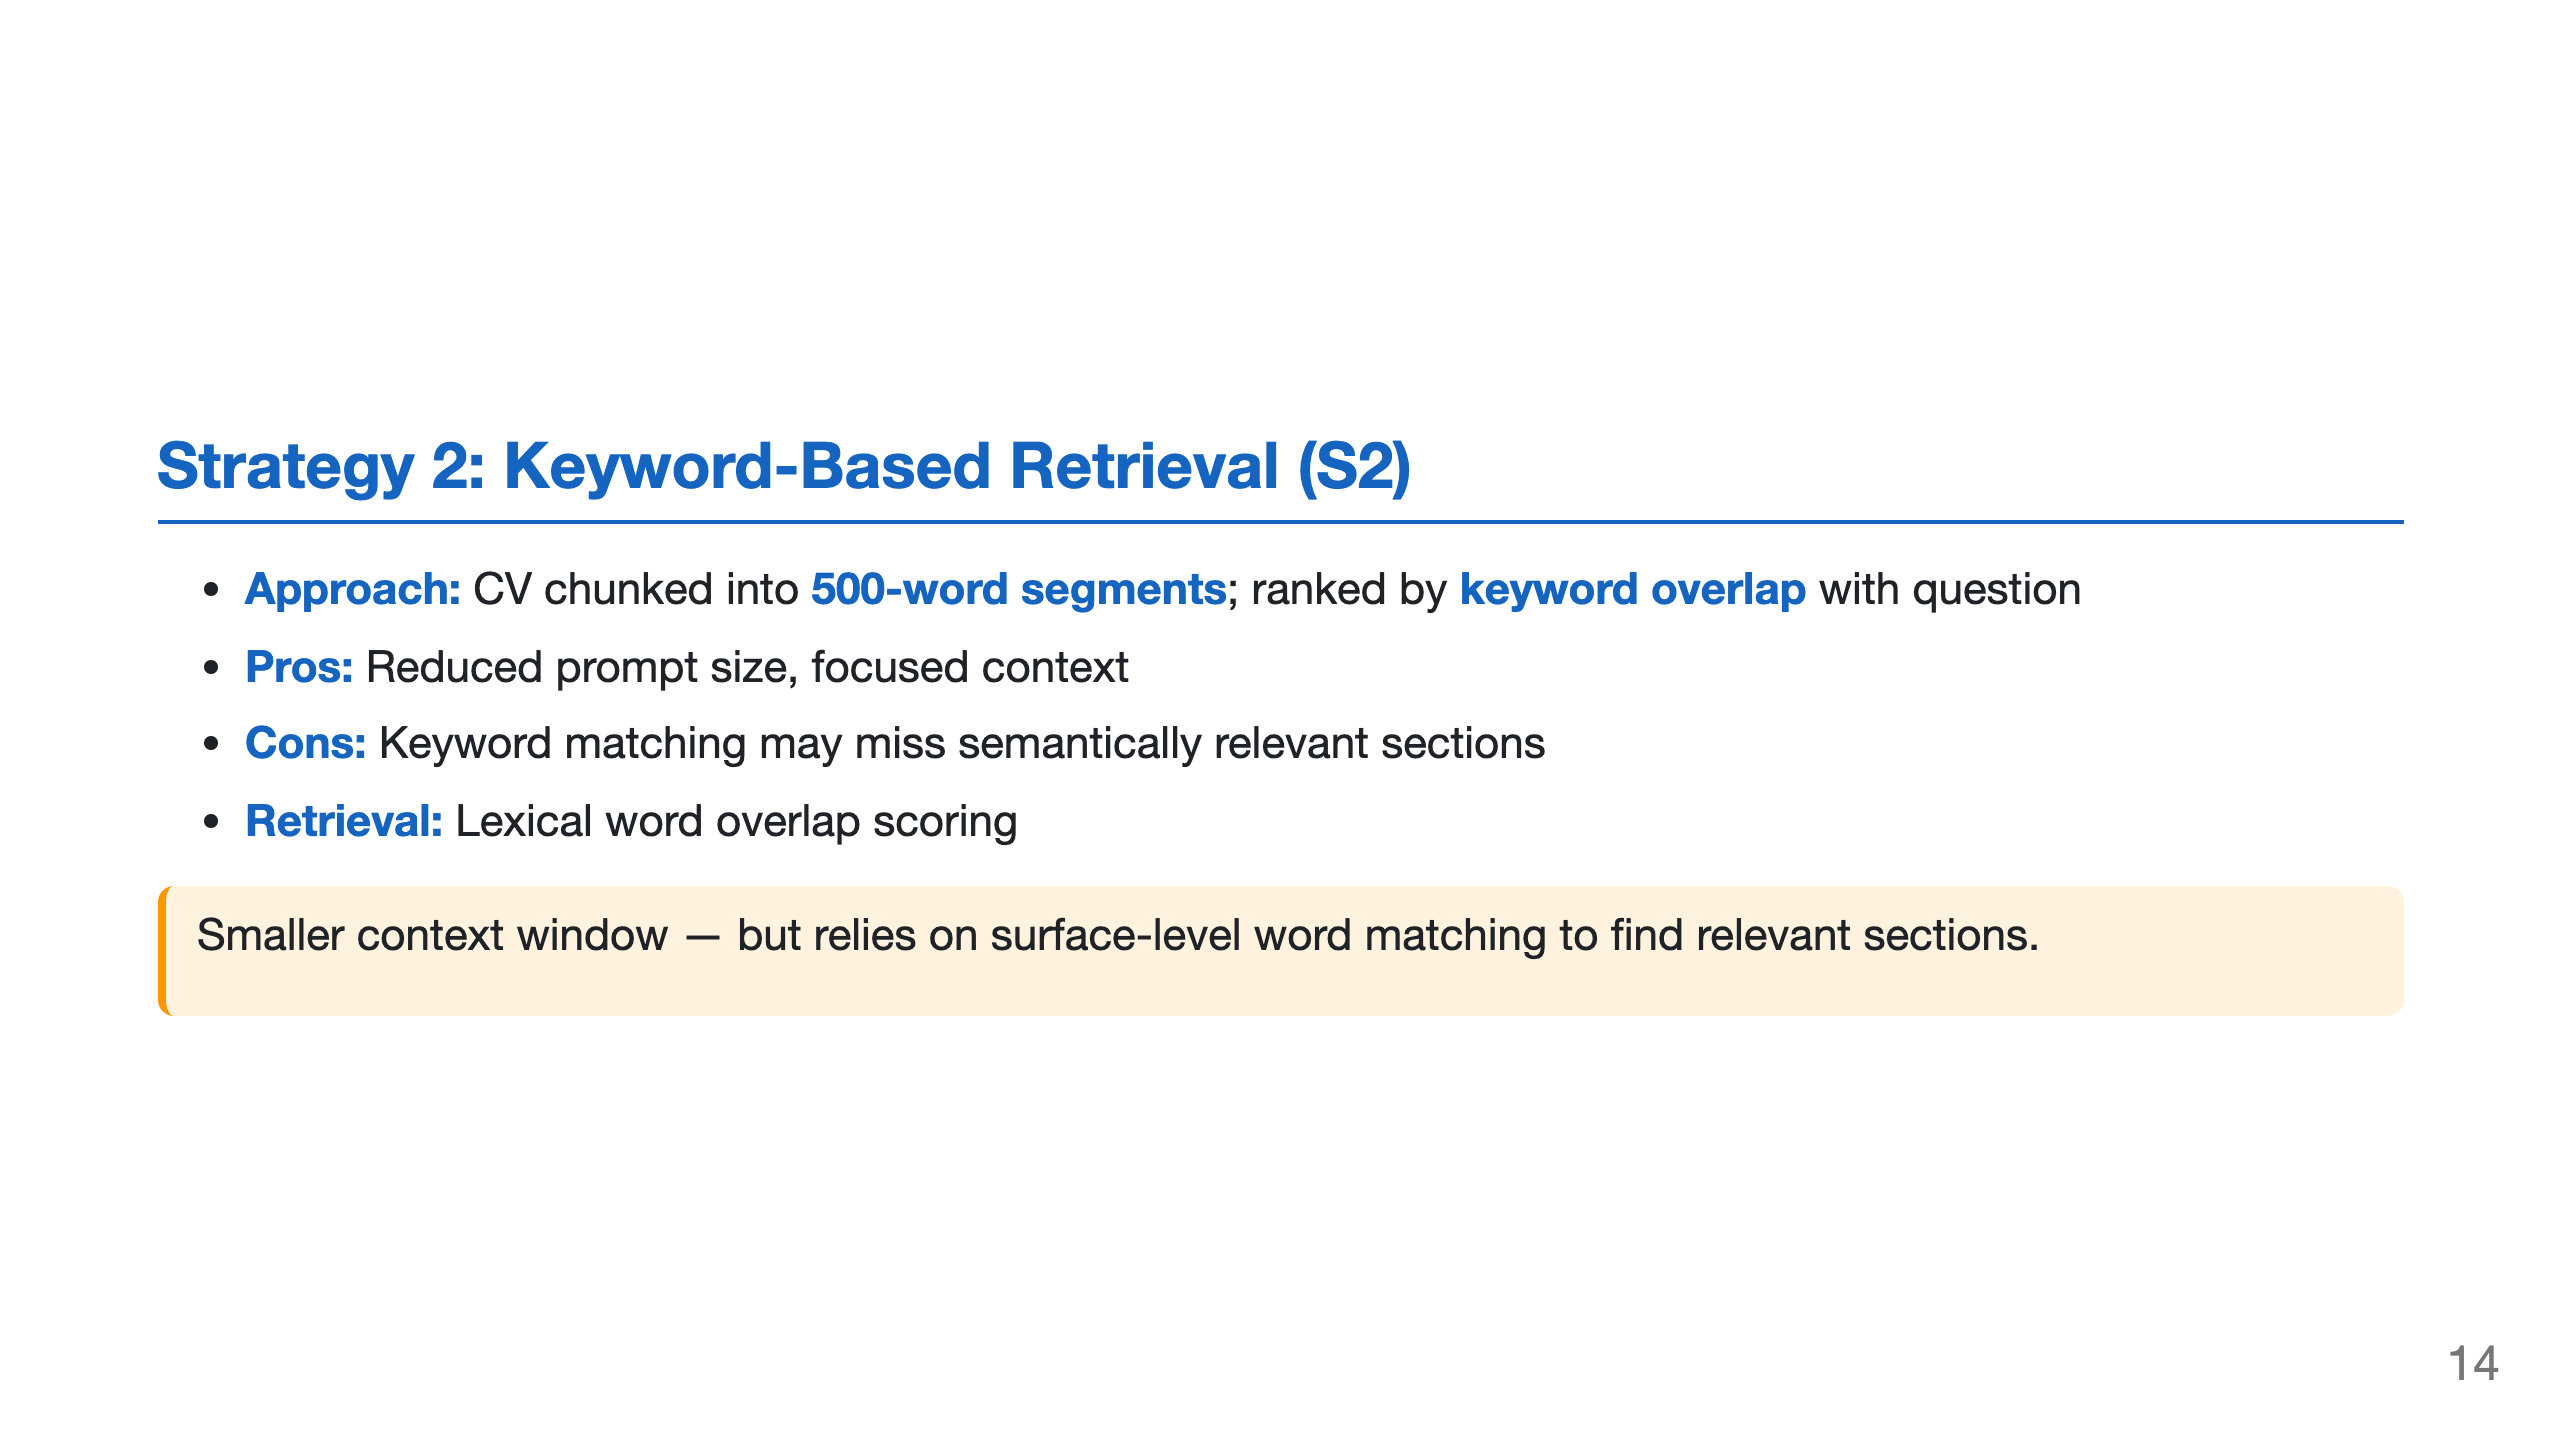 Strategy 2: Keyword-Based Retrieval (S2)
• Approach: CV chunked into 500-word segments; ranked by keyword overlap with question
• Pros: Reduced prompt size, focused context
• Cons: Keyword matching may miss semantically relevant sections
• Retrieval: Lexical word overlap scoring
Smaller context window — but relies on surface-level word matching to find relevant sections.
14